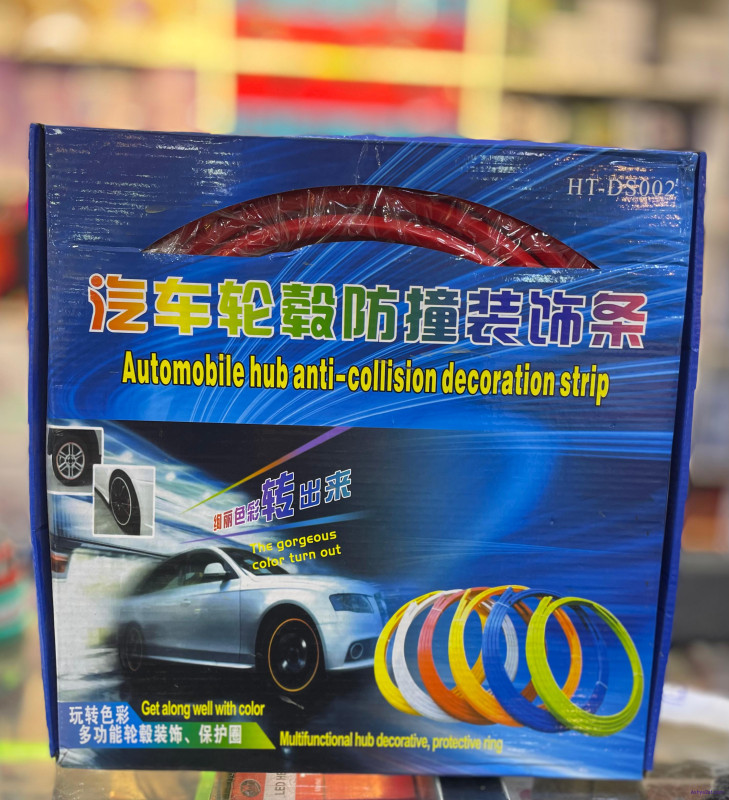 HT-DS002
汽车轮毂防撞装饰条
Automobile hub anti-collision decoration strip
绚丽色彩转出来
The gorgeous
color turn out
玩转色彩
Get along well with color
多功能轮毂装饰、保护圈
Multifunctional hub decorative, protective ring
LED HE